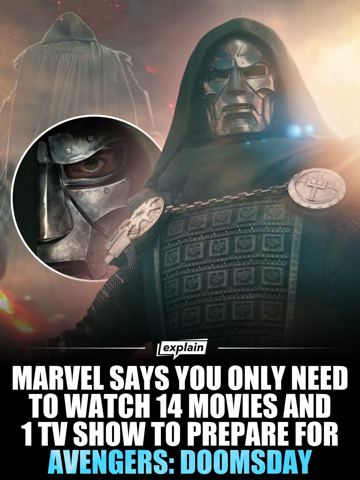 explain
MARVEL SAYS YOU ONLY NEED
TO WATCH 14 MOVIES AND
1 TV SHOW TO PREPARE FOR
AVENGERS: DOOMSDAY